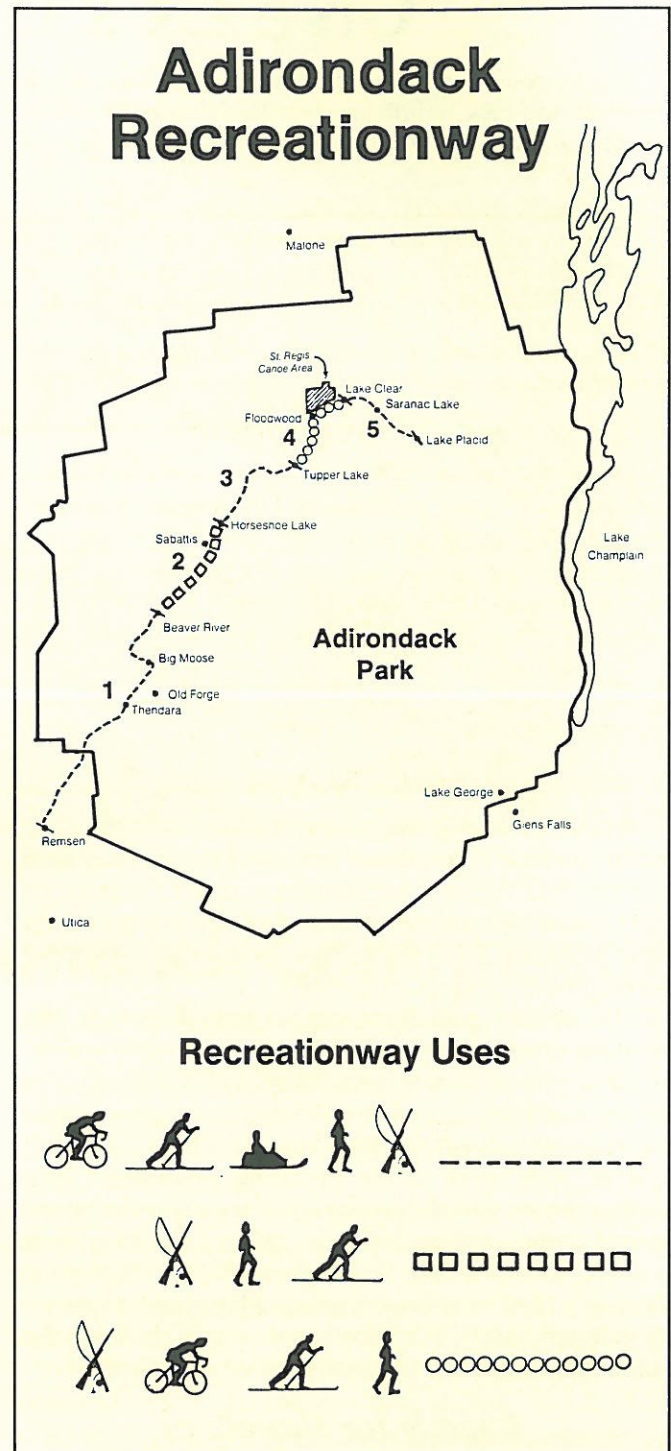 Adirondack
Recreationway
Malone
St. Regis
Canoe Area
Lake Clear
Saranac Lake
Floodwood
4
5
Lake Placid
3
Tupper Lake
Horseshoe Lake
Sabattis
2
Lake
Champlain
Beaver River
Adirondack
Park
Big Moose
1
Old Forge
Thendara
Lake George
Glens Falls
Remsen
Utica
Recreationway Uses